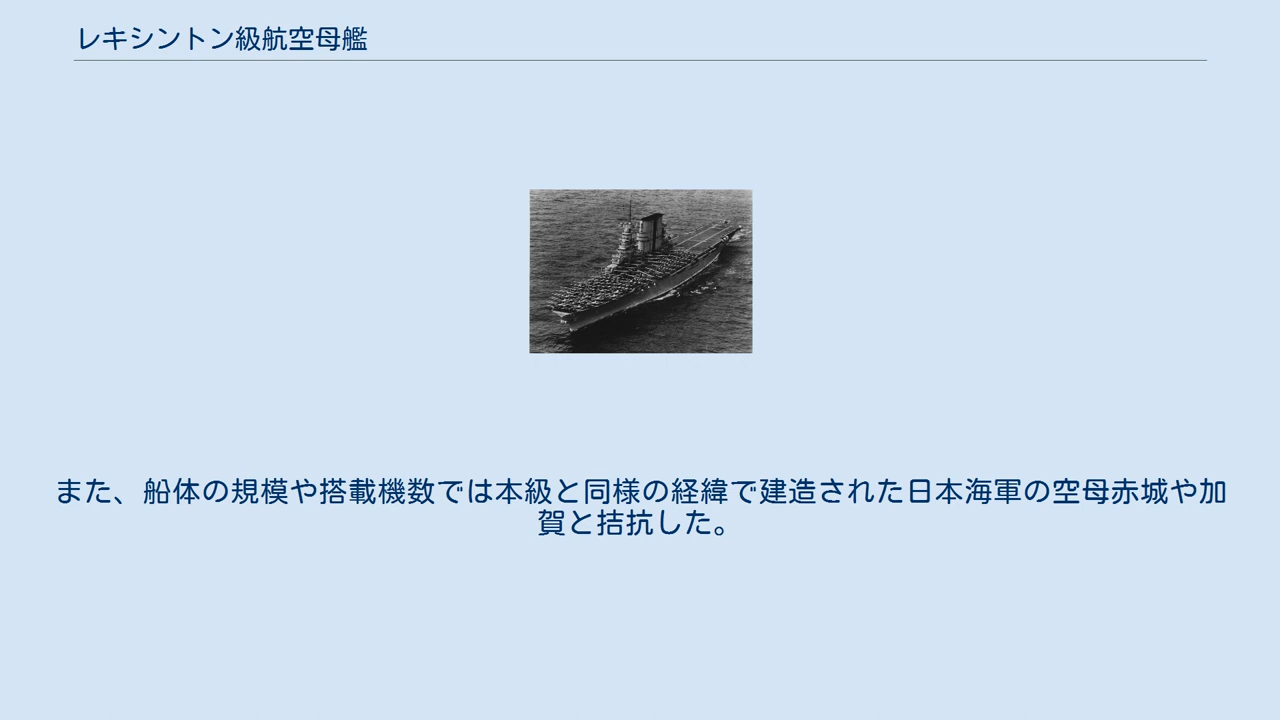 レキシントン級航空母艦
また、船体の規模や搭載機数では本級と同様の経緯で建造された日本海軍の空母赤城や加
賀と拮抗した。